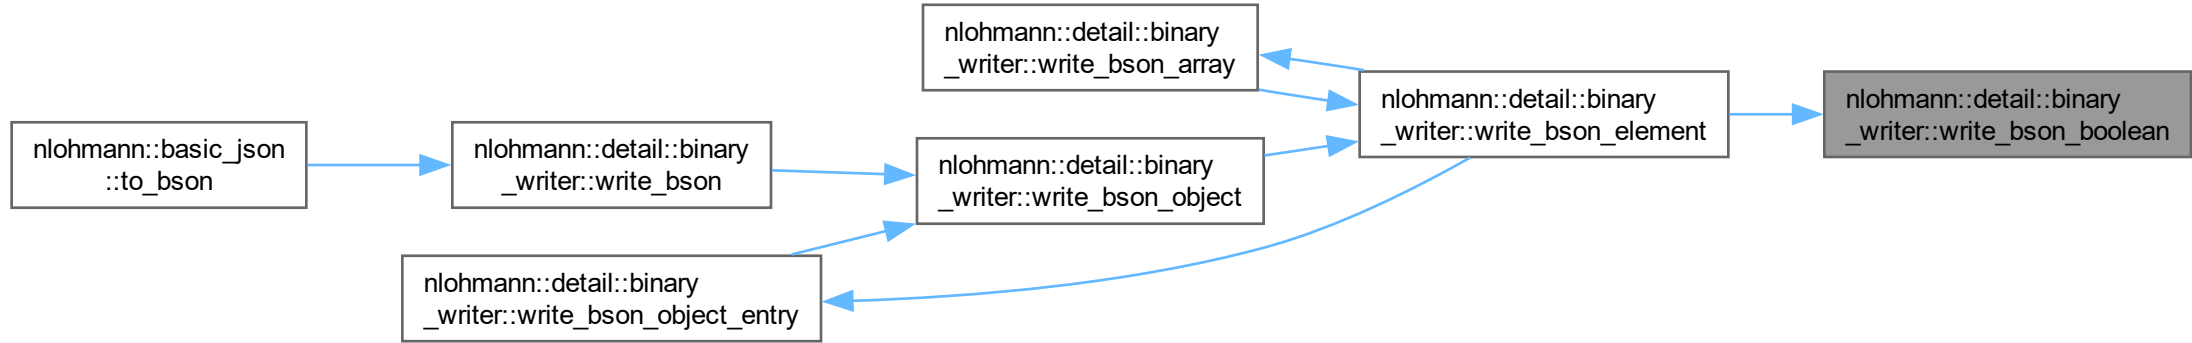 nlohmann::detail::binary
_writer::write_bson_array
nlohmann::detail::binary
_writer::write_bson_element
nlohmann::detail::binary
_writer::write_bson_boolean
nlohmann::basic_json
::to_bson
nlohmann::detail::binary
_writer::write_bson
nlohmann::detail::binary
_writer::write_bson_object
nlohmann::detail::binary
_writer::write_bson_object_entry